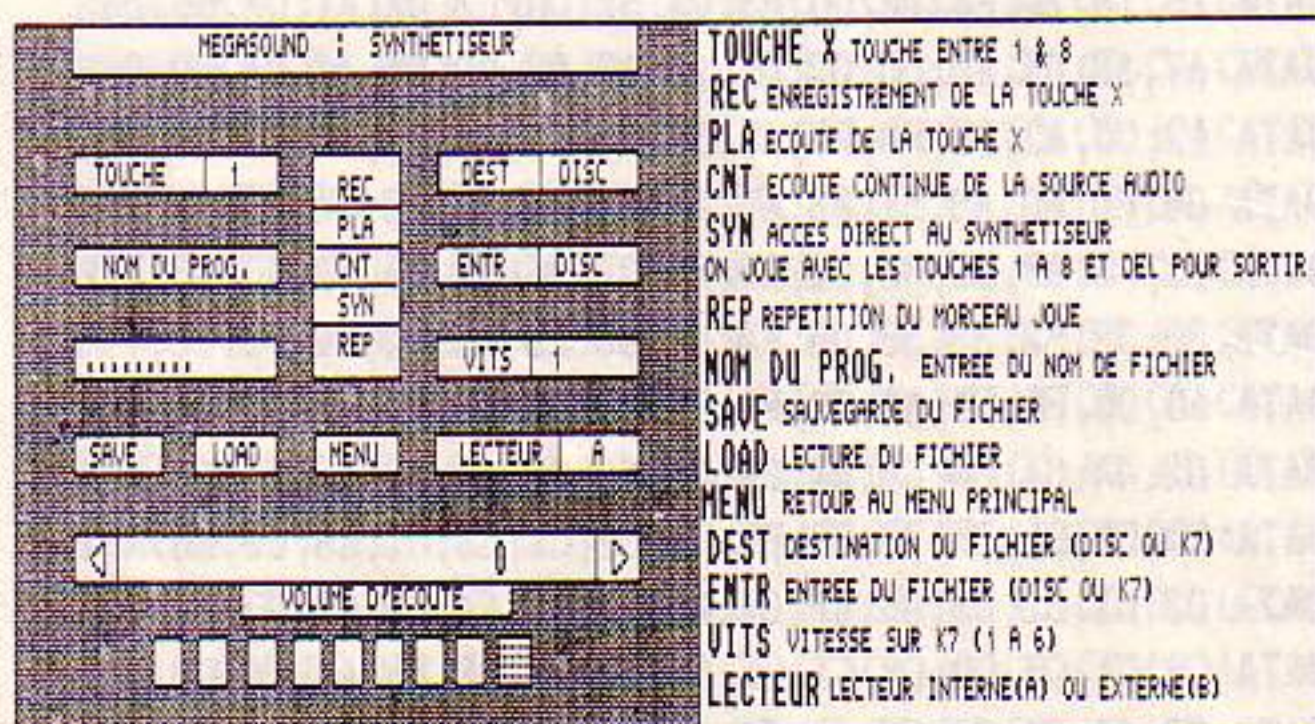 MEGASOUND : SYNTHETISEUR
TOUCHE 1
REC
DEST DISC
PLA
NOM DU PROG.
CNT
ENTR DISC
SYN
.........
REP
VITS 1
SAVE LOAD MENU LECTEUR A
0
VOLUME D'ECOUTE
TOUCHE X TOUCHE ENTRE 1 & 8
REC ENREGISTREMENT DE LA TOUCHE X
PLA ECOUTE DE LA TOUCHE X
CNT ECOUTE CONTINUE DE LA SOURCE AUDIO
SYN ACCES DIRECT AU SYNTHETISEUR
ON JOUE AVEC LES TOUCHES 1 A 8 ET DEL POUR SORTIR
REP REPETITION DU MORCEAU JOUE
NOM DU PROG. ENTREE DU NOM DE FICHIER
SAVE SAUVEGARDE DU FICHIER
LOAD LECTURE DU FICHIER
MENU RETOUR AU MENU PRINCIPAL
DEST DESTINATION DU FICHIER (DISC OU K7)
ENTR ENTREE DU FICHIER (DISC OU K7)
VITS VITESSE SUR K7 (1 A 6)
LECTEUR LECTEUR INTERNE(A) OU EXTERNE(B)